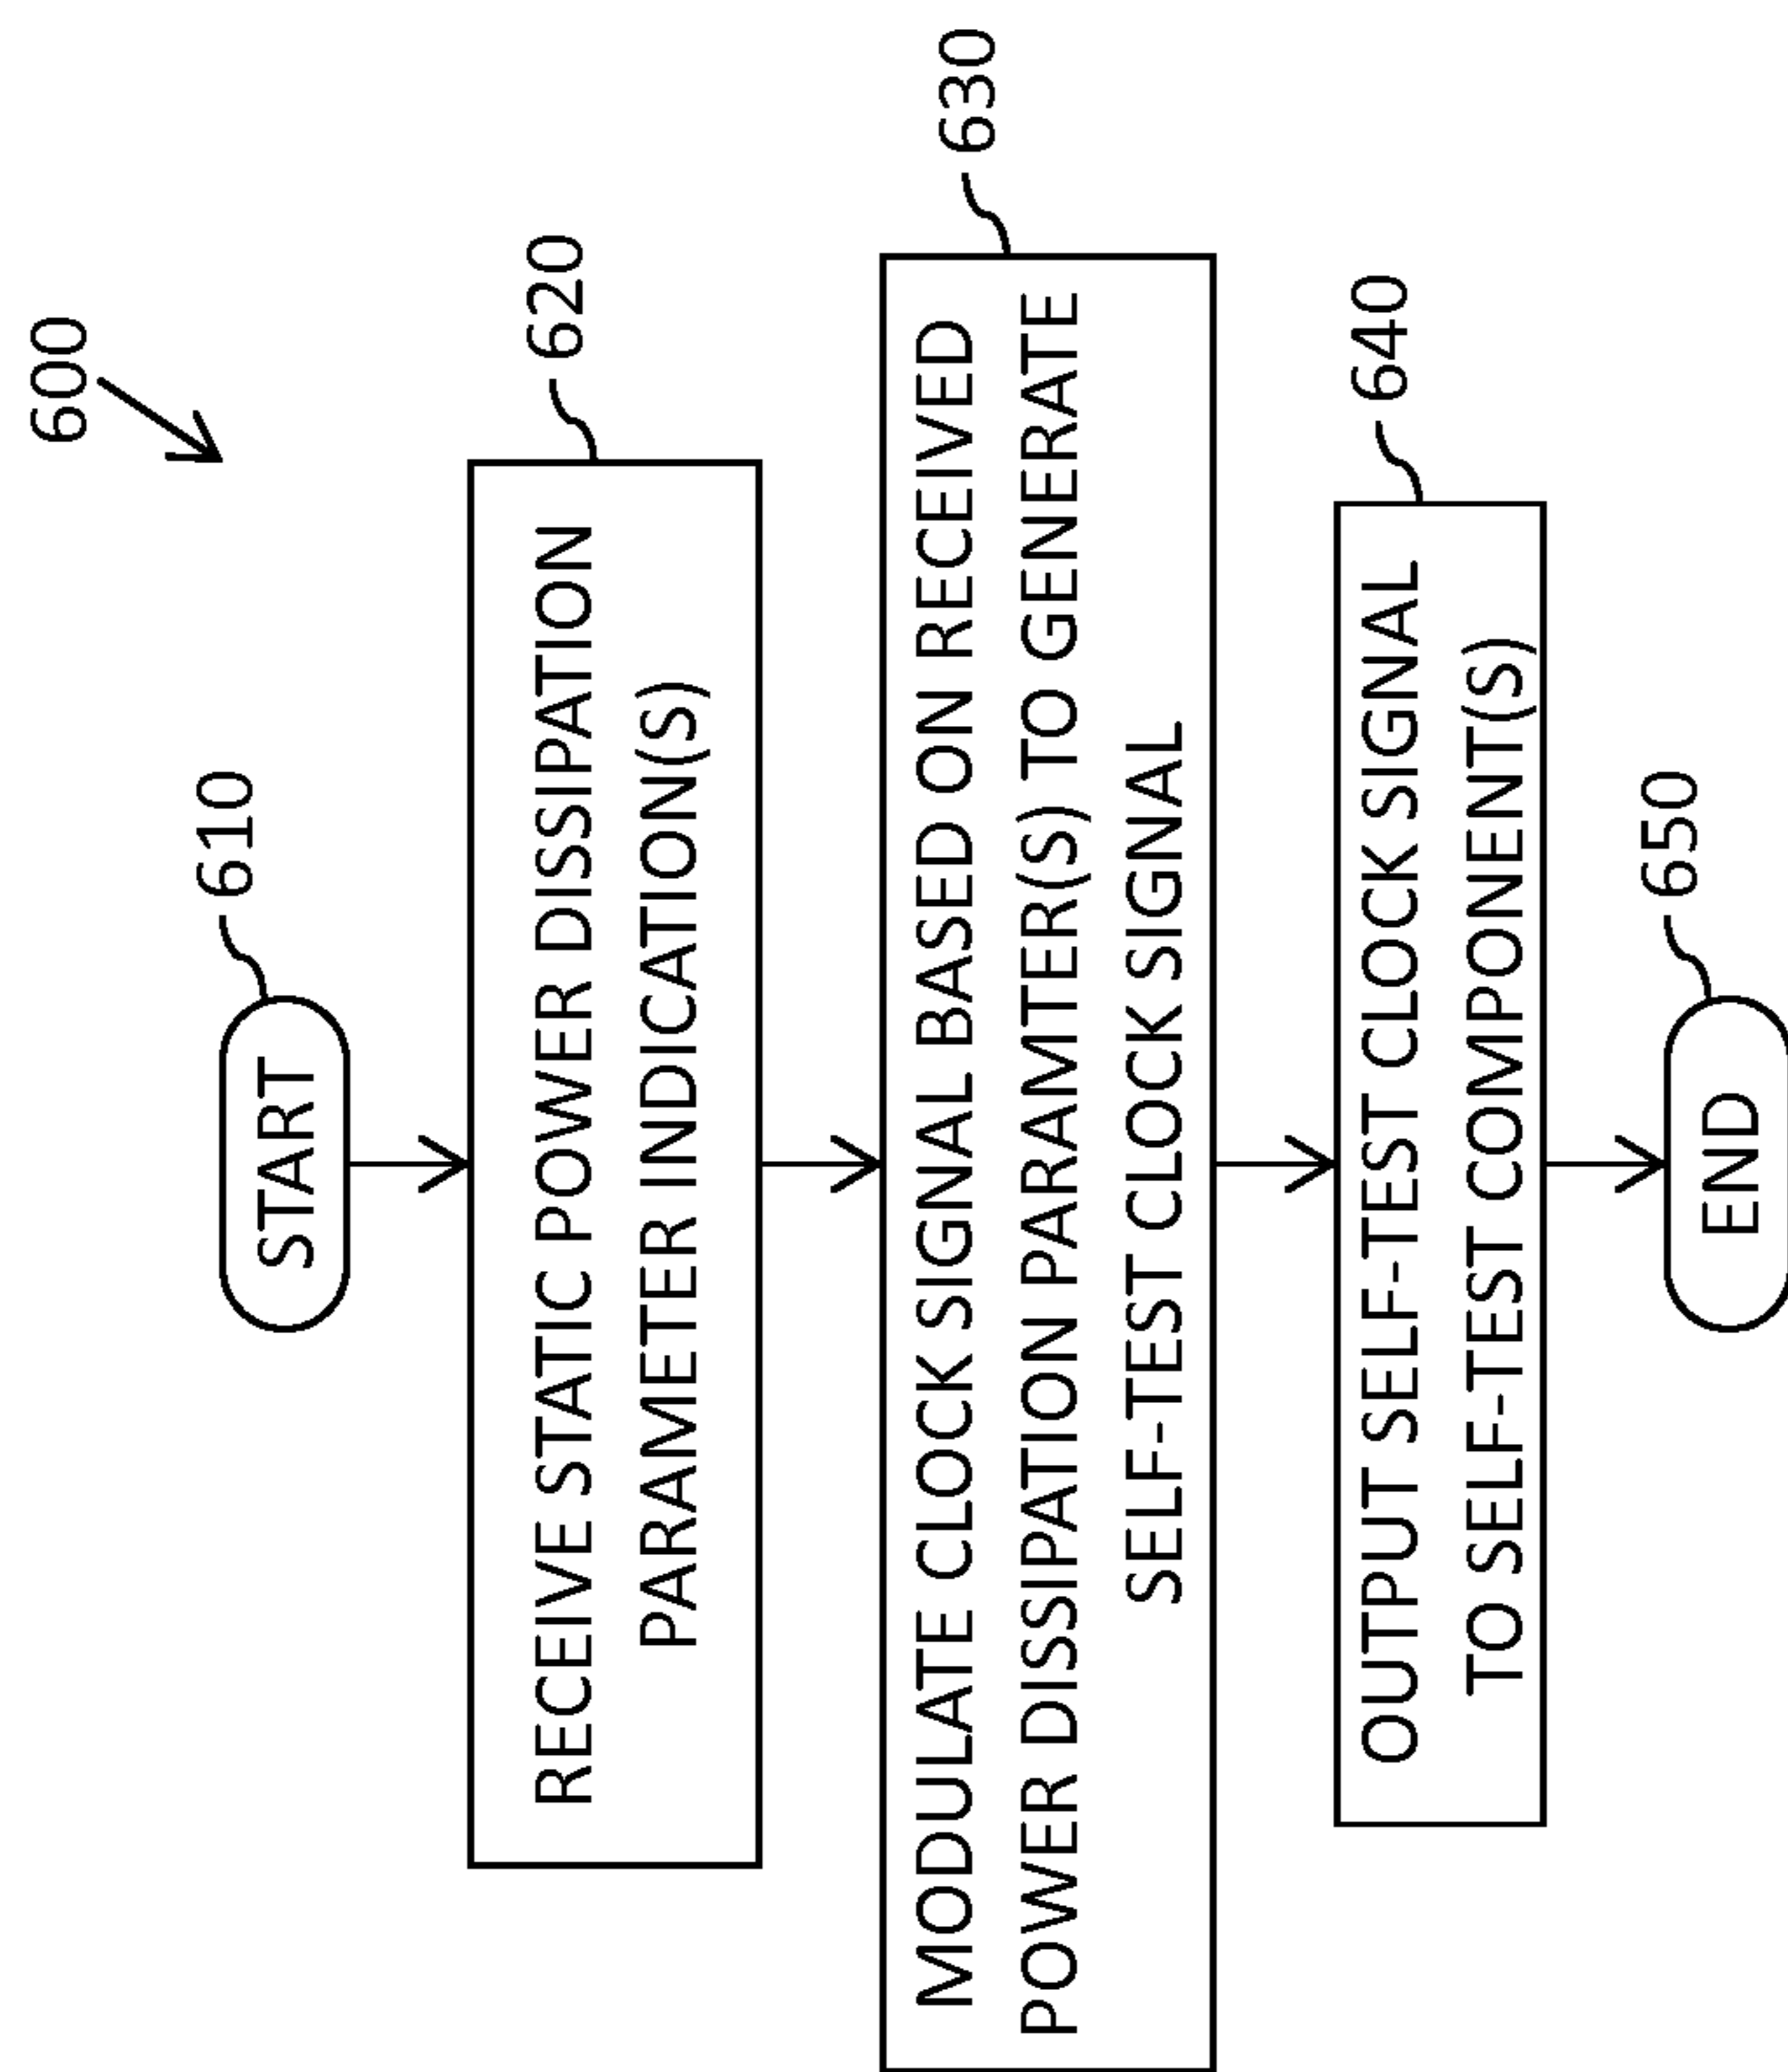 600
610
START
620
RECEIVE STATIC POWER DISSIPATION
PARAMETER INDICATION(S)
630
MODULATE CLOCK SIGNAL BASED ON RECEIVED
POWER DISSIPATION PARAMTER(S) TO GENERATE
SELF-TEST CLOCK SIGNAL
640
OUTPUT SELF-TEST CLOCK SIGNAL
TO SELF-TEST COMPONENT(S)
650
END